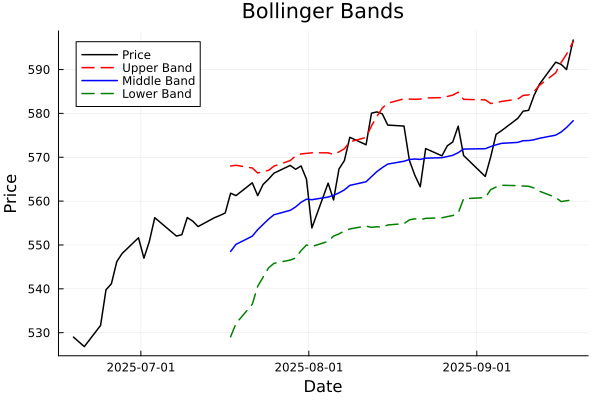 Bollinger Bands
Price
Upper Band
Middle Band
Lower Band
590
580
570
560
550
540
530
Price
2025-07-01
2025-08-01
2025-09-01
Date